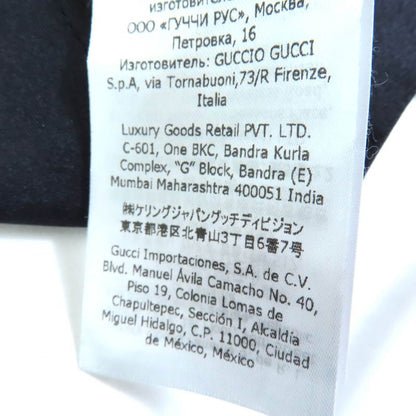 изготовителя:
ООО «ГУЧЧИ РУС», Москва,
Петровка, 16
Изготовитель: GUCCIO GUCCI
S.p.A, via Tornabuoni,73/R Firenze,
Italia
Luxury Goods Retail PVT. LTD.
C-601, One BKC, Bandra Kurla
Complex, “G” Block, Bandra (E)
Mumbai Maharashtra 400051 India
㈱ケリングジャパングッチディビジョン
東京都港区北青山3丁目6番7号
Gucci Importaciones, S.A. de C.V.
Blvd. Manuel Ávila Camacho No. 40,
Piso 19, Colonia Lomas de
Chapultepec, Sección I, Alcaldía
Miguel Hidalgo, C.P. 11000, Ciudad
de México, México